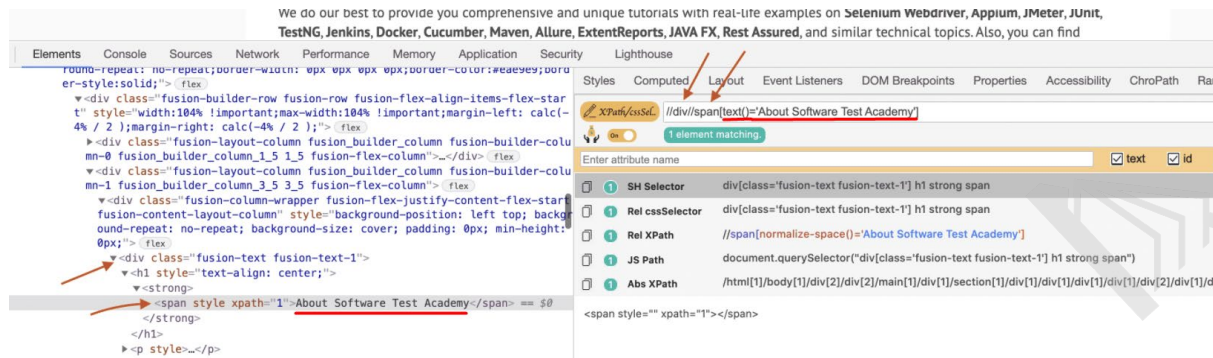 We do our best to provide you comprehensive and unique tutorials with real-life examples on Selenium Webdriver, Appium, JMeter, JUnit,
TestNG, Jenkins, Docker, Cucumber, Maven, Allure, ExtentReports, JAVA FX, Rest Assured, and similar technical topics. Also, you can find
Elements Console Sources Network Performance Memory Application Security Lighthouse
round-repeat: no-repeat;border-width: 0px 0px 0px 0px;border-color:#eae9e9;bord
er-style:solid;"> flex
▼<div class="fusion-builder-row fusion-row fusion-flex-align-items-flex-star
t" style="width:104% !important;max-width:104% !important;margin-left: calc(-
4% / 2 );margin-right: calc(-4% / 2 );"> flex
▶<div class="fusion-layout-column fusion_builder_column fusion-builder-colu
mn-0 fusion_builder_column_1_5 1_5 fusion-flex-column">…</div> flex
▼<div class="fusion-layout-column fusion_builder_column fusion-builder-colu
mn-1 fusion_builder_column_3_5 3_5 fusion-flex-column"> flex
▼<div class="fusion-column-wrapper fusion-flex-justify-content-flex-start
fusion-content-layout-column" style="background-position: left top; backgr
ound-repeat: no-repeat; background-size: cover; padding: 0px; min-height:
0px;"> flex
▼<div class="fusion-text fusion-text-1">
▼<h1 style="text-align: center;">
▼<strong>
<span style xpath="1">About Software Test Academy</span> == $0
</strong>
</h1>
▶<p style>…</p>
Styles Computed Layout Event Listeners DOM Breakpoints Properties Accessibility ChroPath
XPath/cssSel. //div//span[text()='About Software Test Academy']
On 1 element matching.
Enter attribute name text id
1 SH Selector div[class='fusion-text fusion-text-1'] h1 strong span
1 Rel cssSelector div[class='fusion-text fusion-text-1'] h1 strong span
1 Rel XPath //span[normalize-space()='About Software Test Academy']
1 JS Path document.querySelector("div[class='fusion-text fusion-text-1'] h1 strong span")
1 Abs XPath /html[1]/body[1]/div[2]/div[2]/main[1]/div[1]/section[1]/div[1]/div[1]/div[1]/div[2]/div[1]/div[2]/div[1]/d
<span style="" xpath="1"></span>